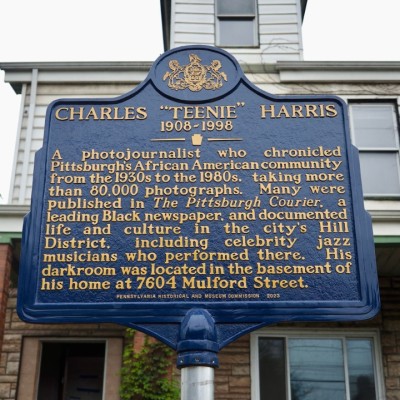 CHARLES "TEENIE" HARRIS
1908-1998
A photojournalist who chronicled
Pittsburgh's African American community
from the 1930s to the 1980s, taking more
than 80,000 photographs. Many were
published in The Pittsburgh Courier, a
leading Black newspaper, and documented
life and culture in the city's Hill
District, including celebrity jazz
musicians who performed there. His
darkroom was located in the basement of
his home at 7604 Mulford Street.
PENNSYLVANIA HISTORICAL AND MUSEUM COMMISSION 2023